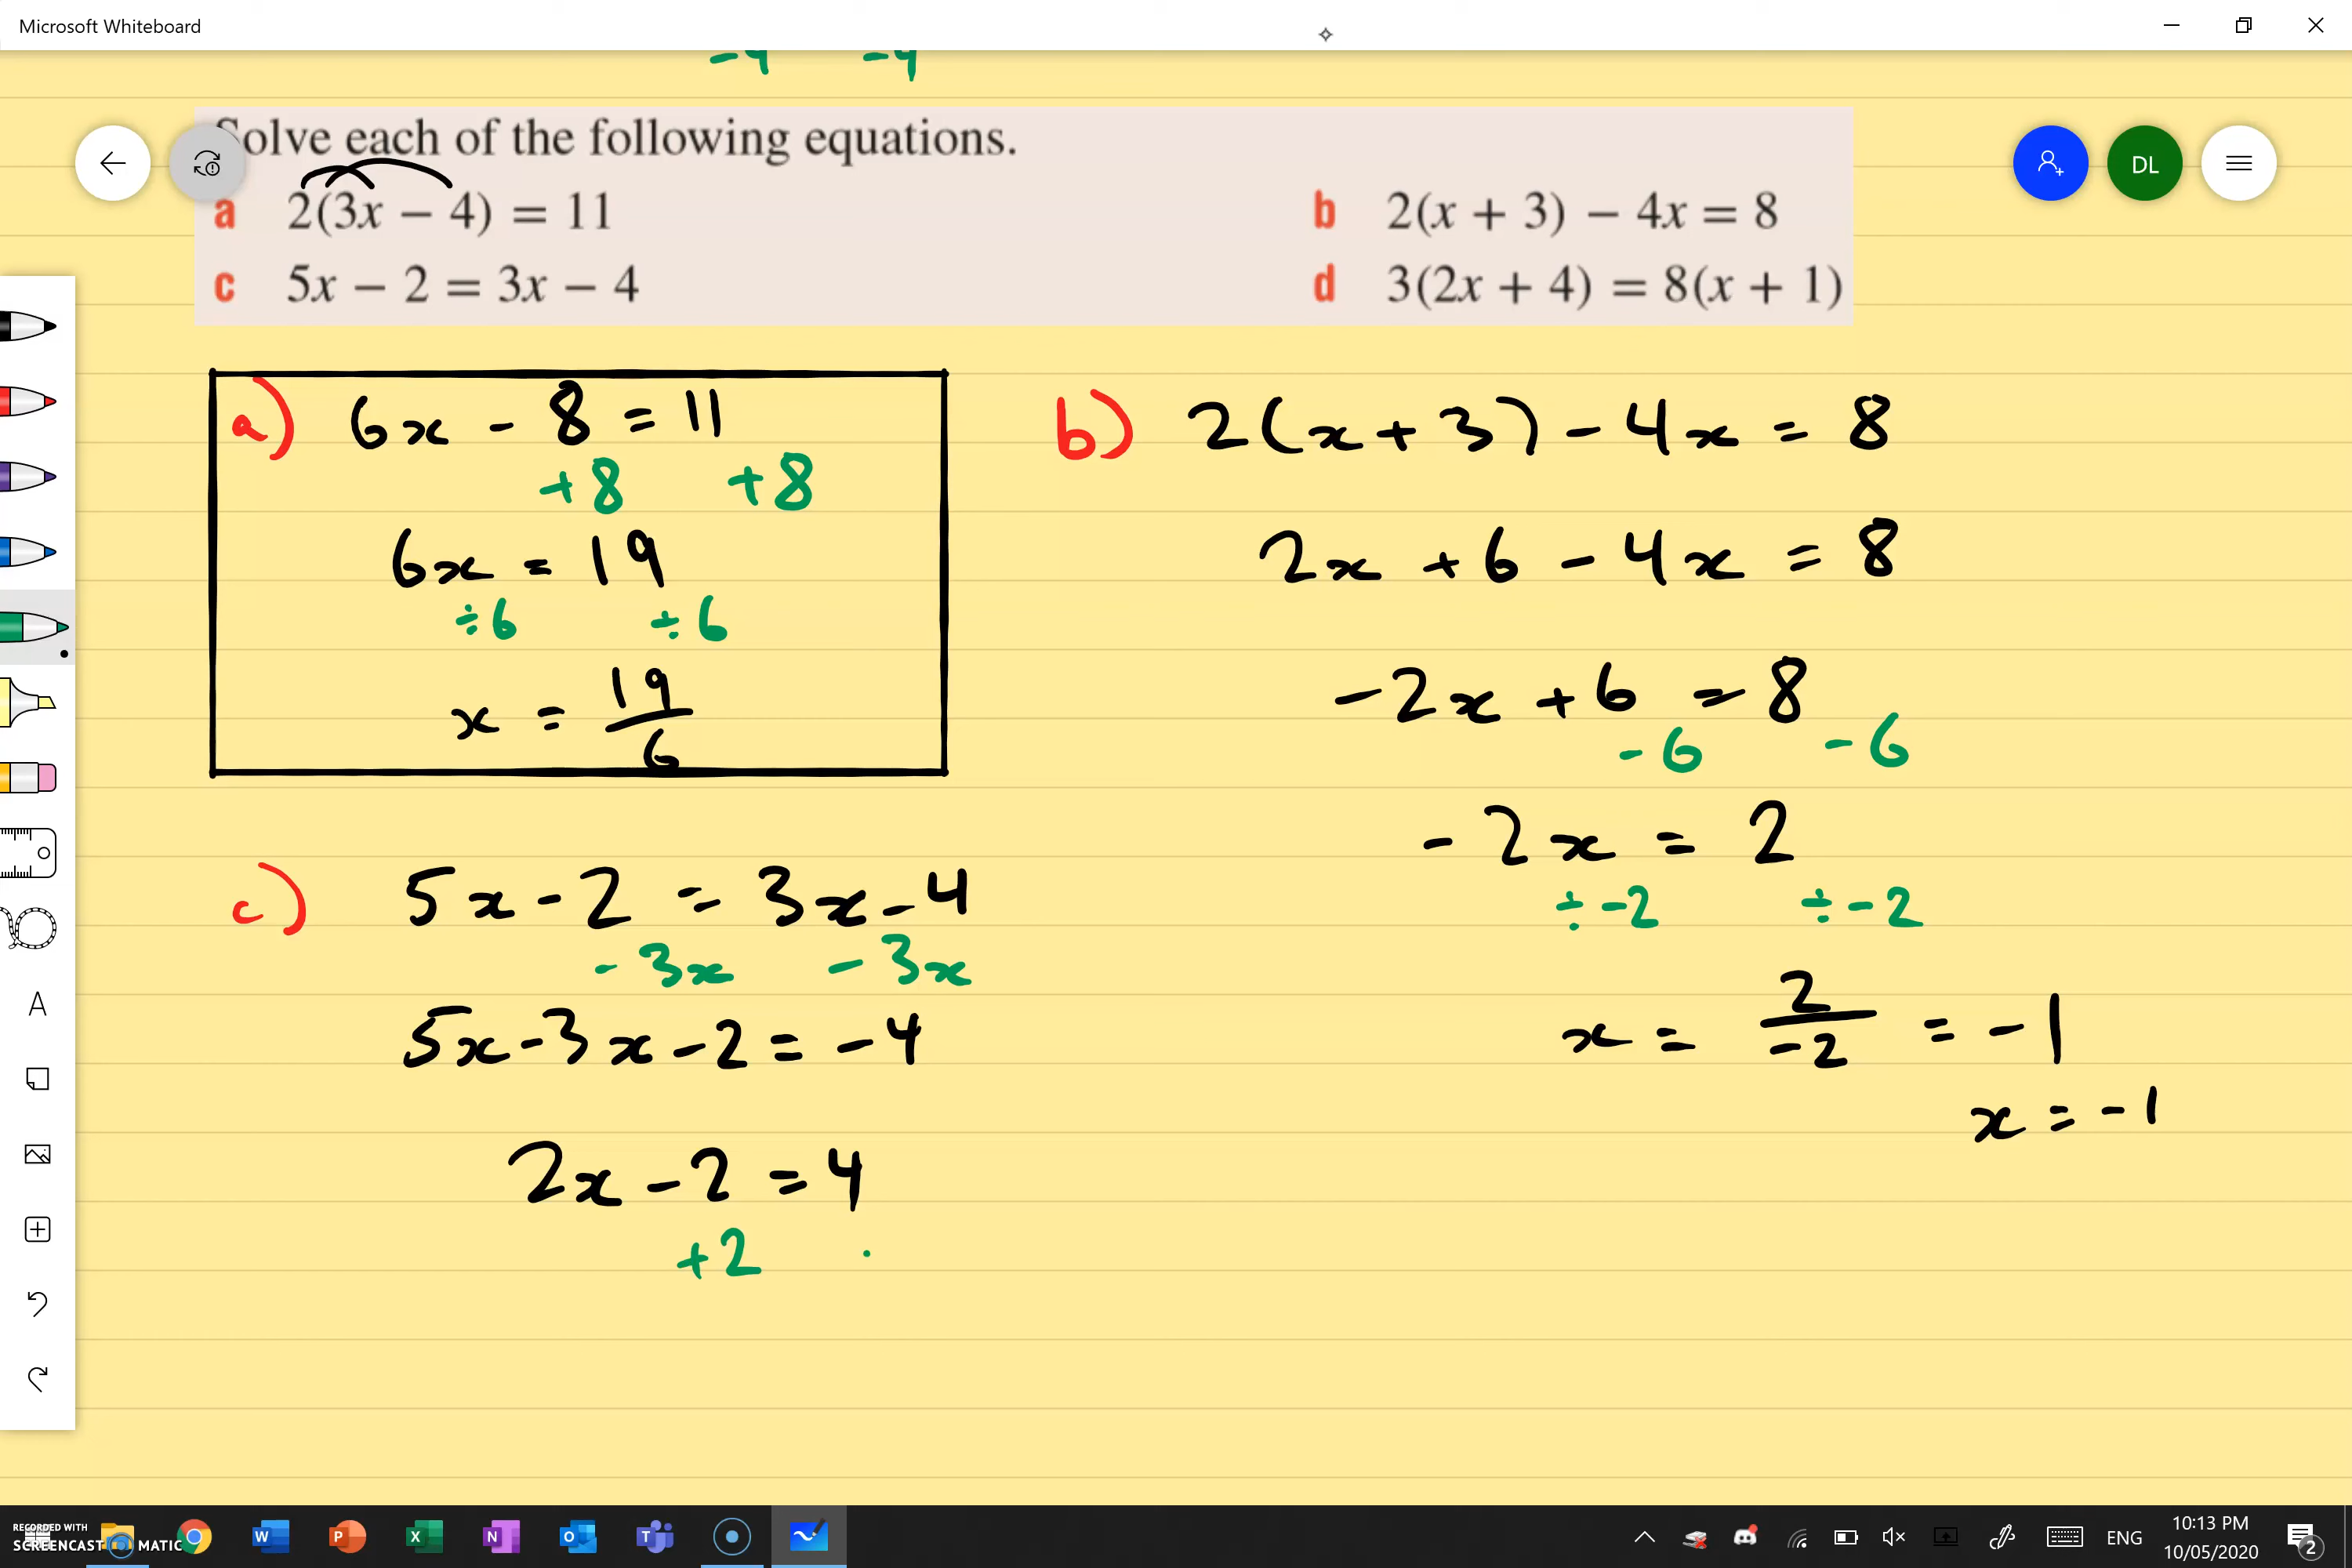 Microsoft Whiteboard
-4 -4
Solve each of the following equations.
a 2(3x − 4) = 11
b 2(x + 3) − 4x = 8
c 5x − 2 = 3x − 4
d 3(2x + 4) = 8(x + 1)
DL
a) 6x - 8 = 11
+8 +8
6x = 19
÷6 ÷6
x = 19/6
b) 2(x + 3) - 4x = 8
2x + 6 - 4x = 8
-2x + 6 = 8
-6 -6
-2x = 2
÷-2 ÷-2
x = 2/-2 = -1
x = -1
c) 5x - 2 = 3x - 4
-3x -3x
5x - 3x - 2 = -4
2x - 2 = 4
+2
A
RECORDED WITH
SCREENCAST MATIC
W
P
X
N
O
T
ENG
10:13 PM
10/05/2020
2